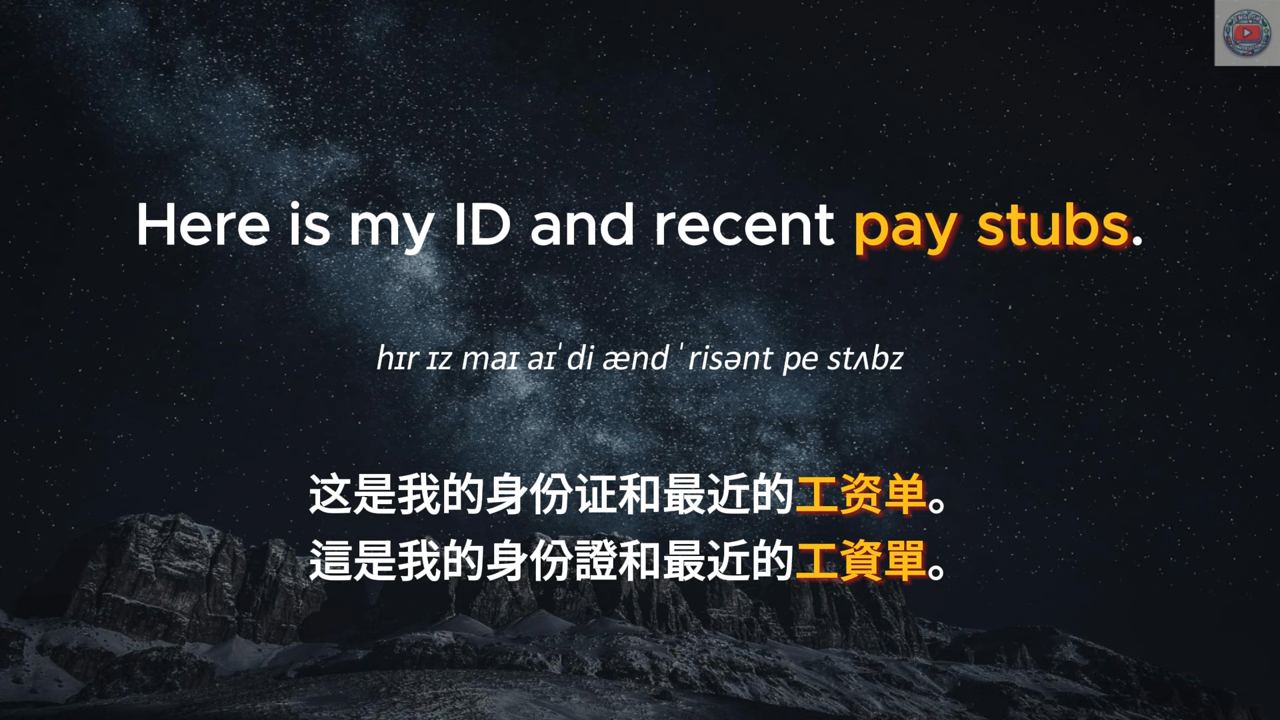 Here is my ID and recent pay stubs.
hɪr ɪz maɪ aɪˈdi ænd ˈrisənt pe stʌbz
这是我的身份证和最近的工资单。
這是我的身份證和最近的工資單。